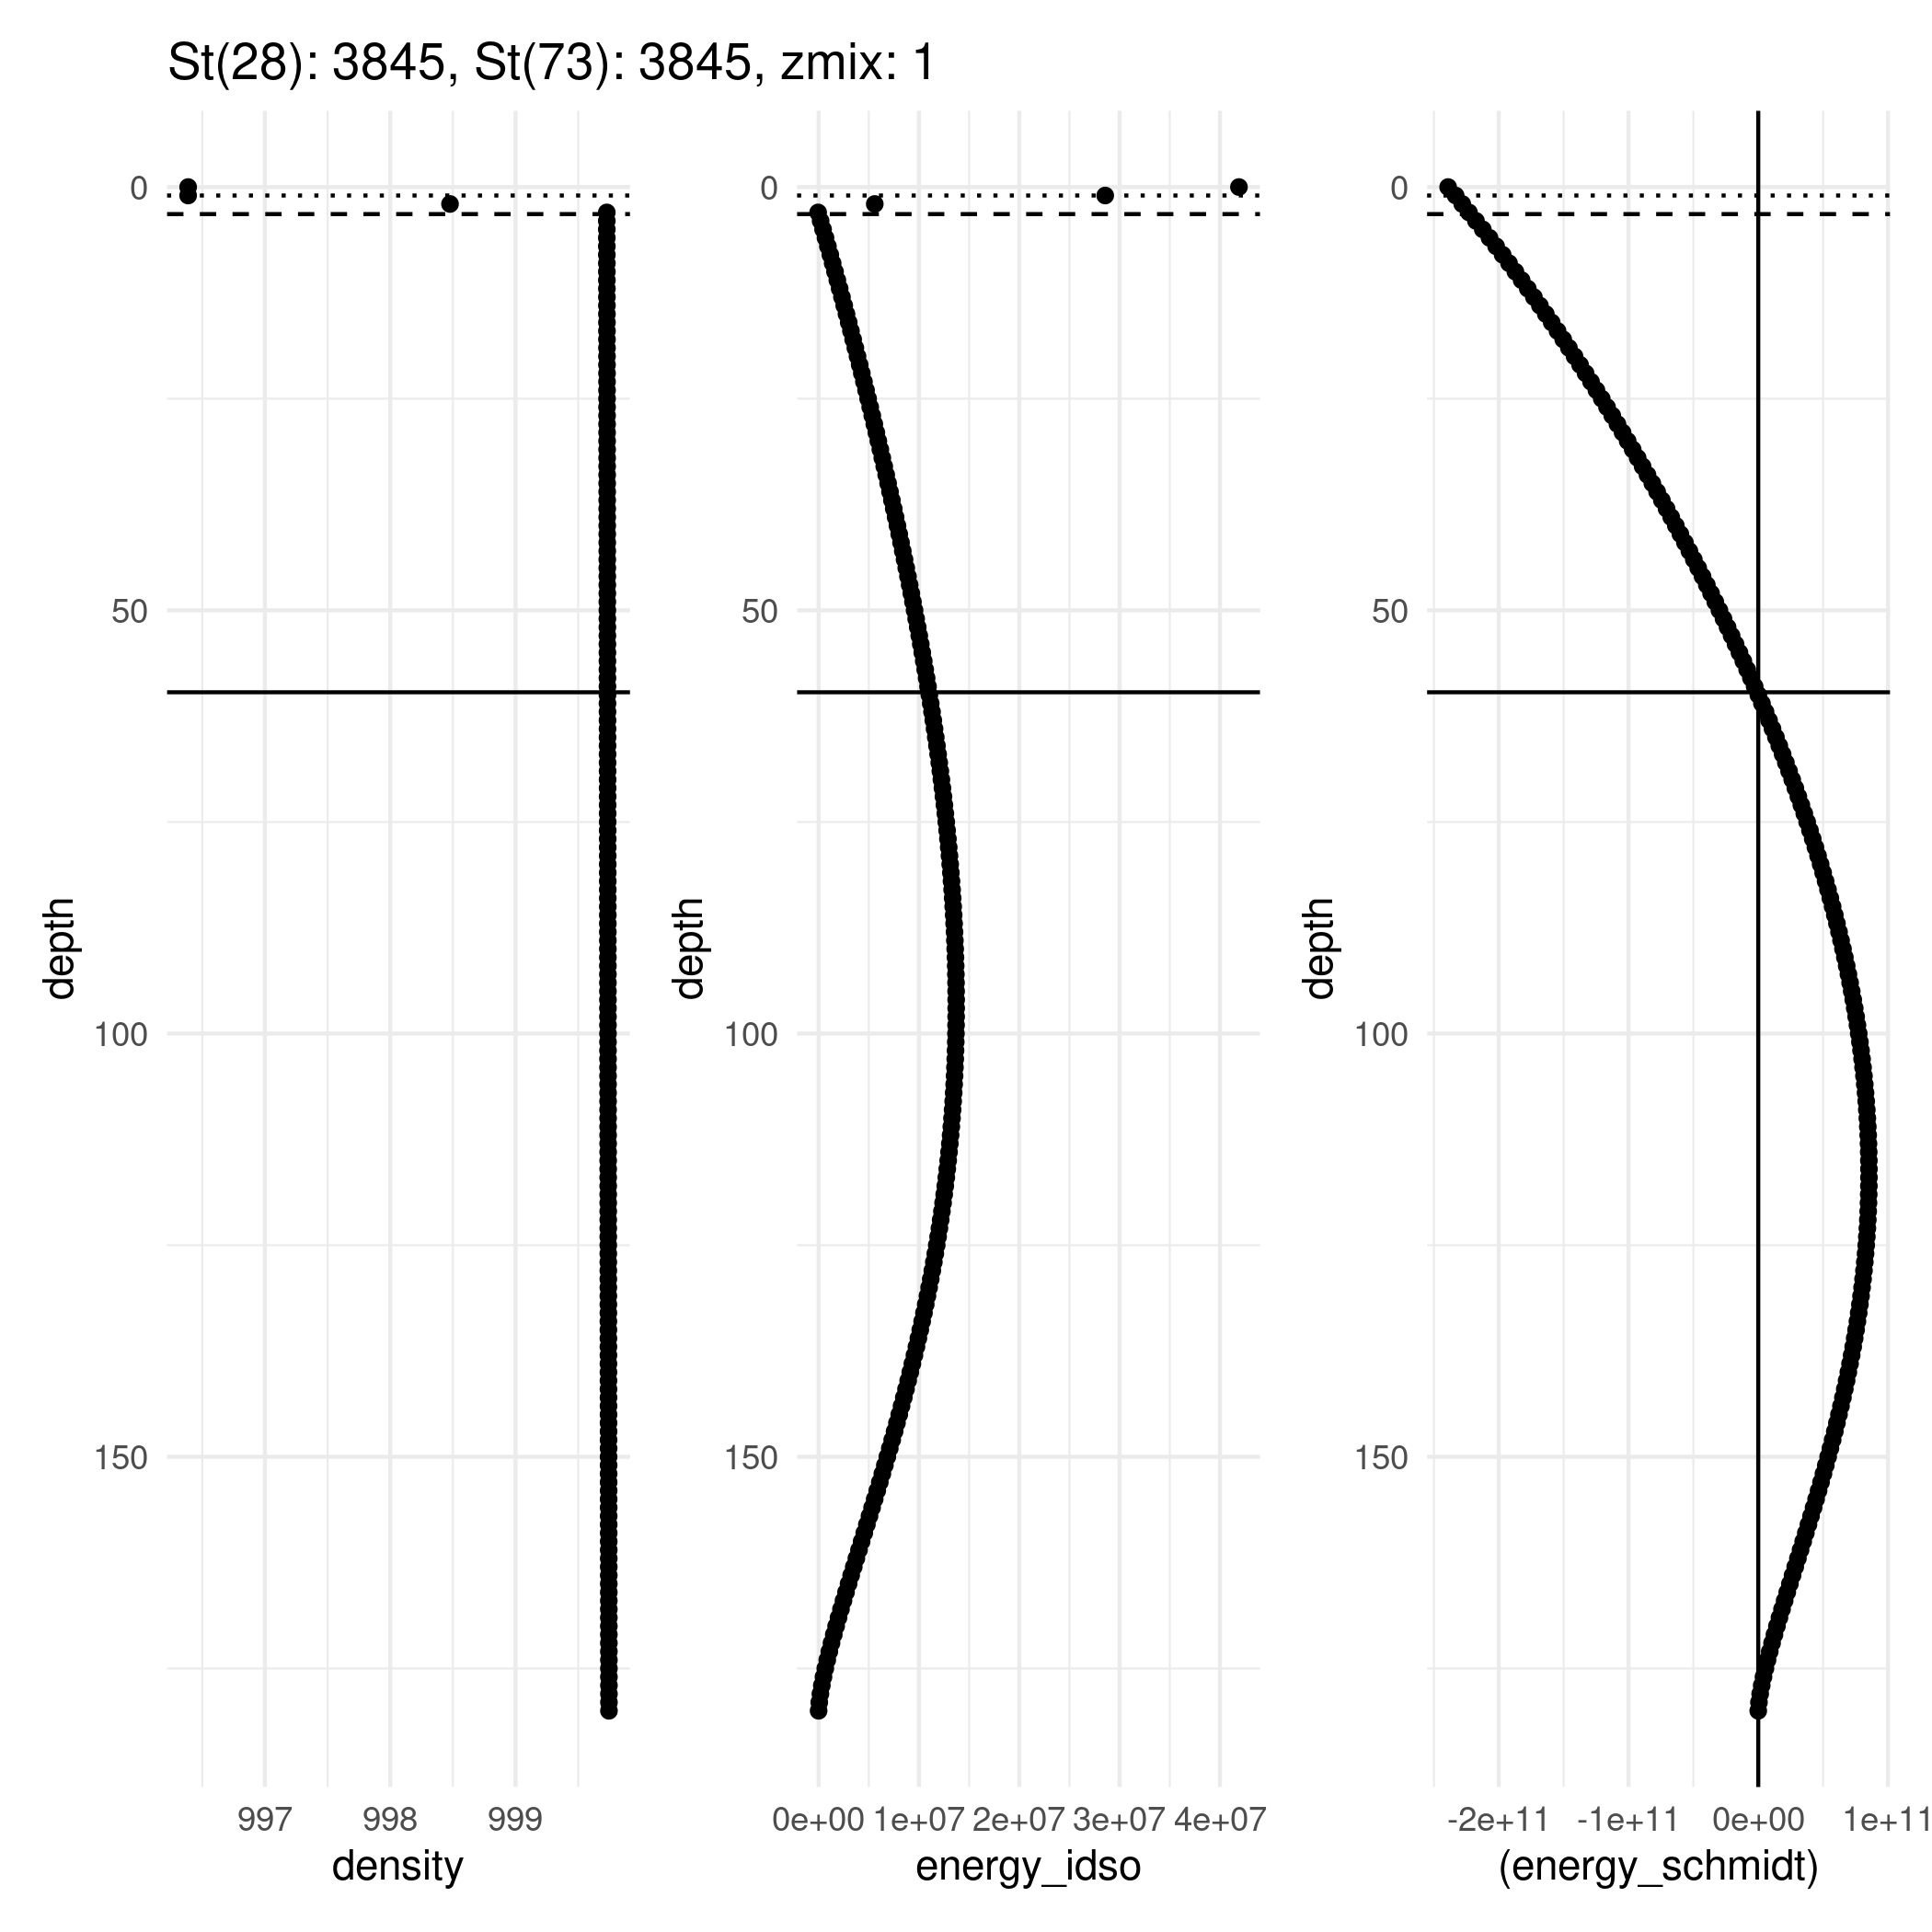 St(28): 3845, St(73): 3845, zmix: 1
depth
0
50
100
150
997 998 999
density
depth
0
50
100
150
0e+00 1e+07 2e+07 3e+07 4e+07
energy_idso
depth
0
50
100
150
-2e+11 -1e+11 0e+00 1e+11
(energy_schmidt)